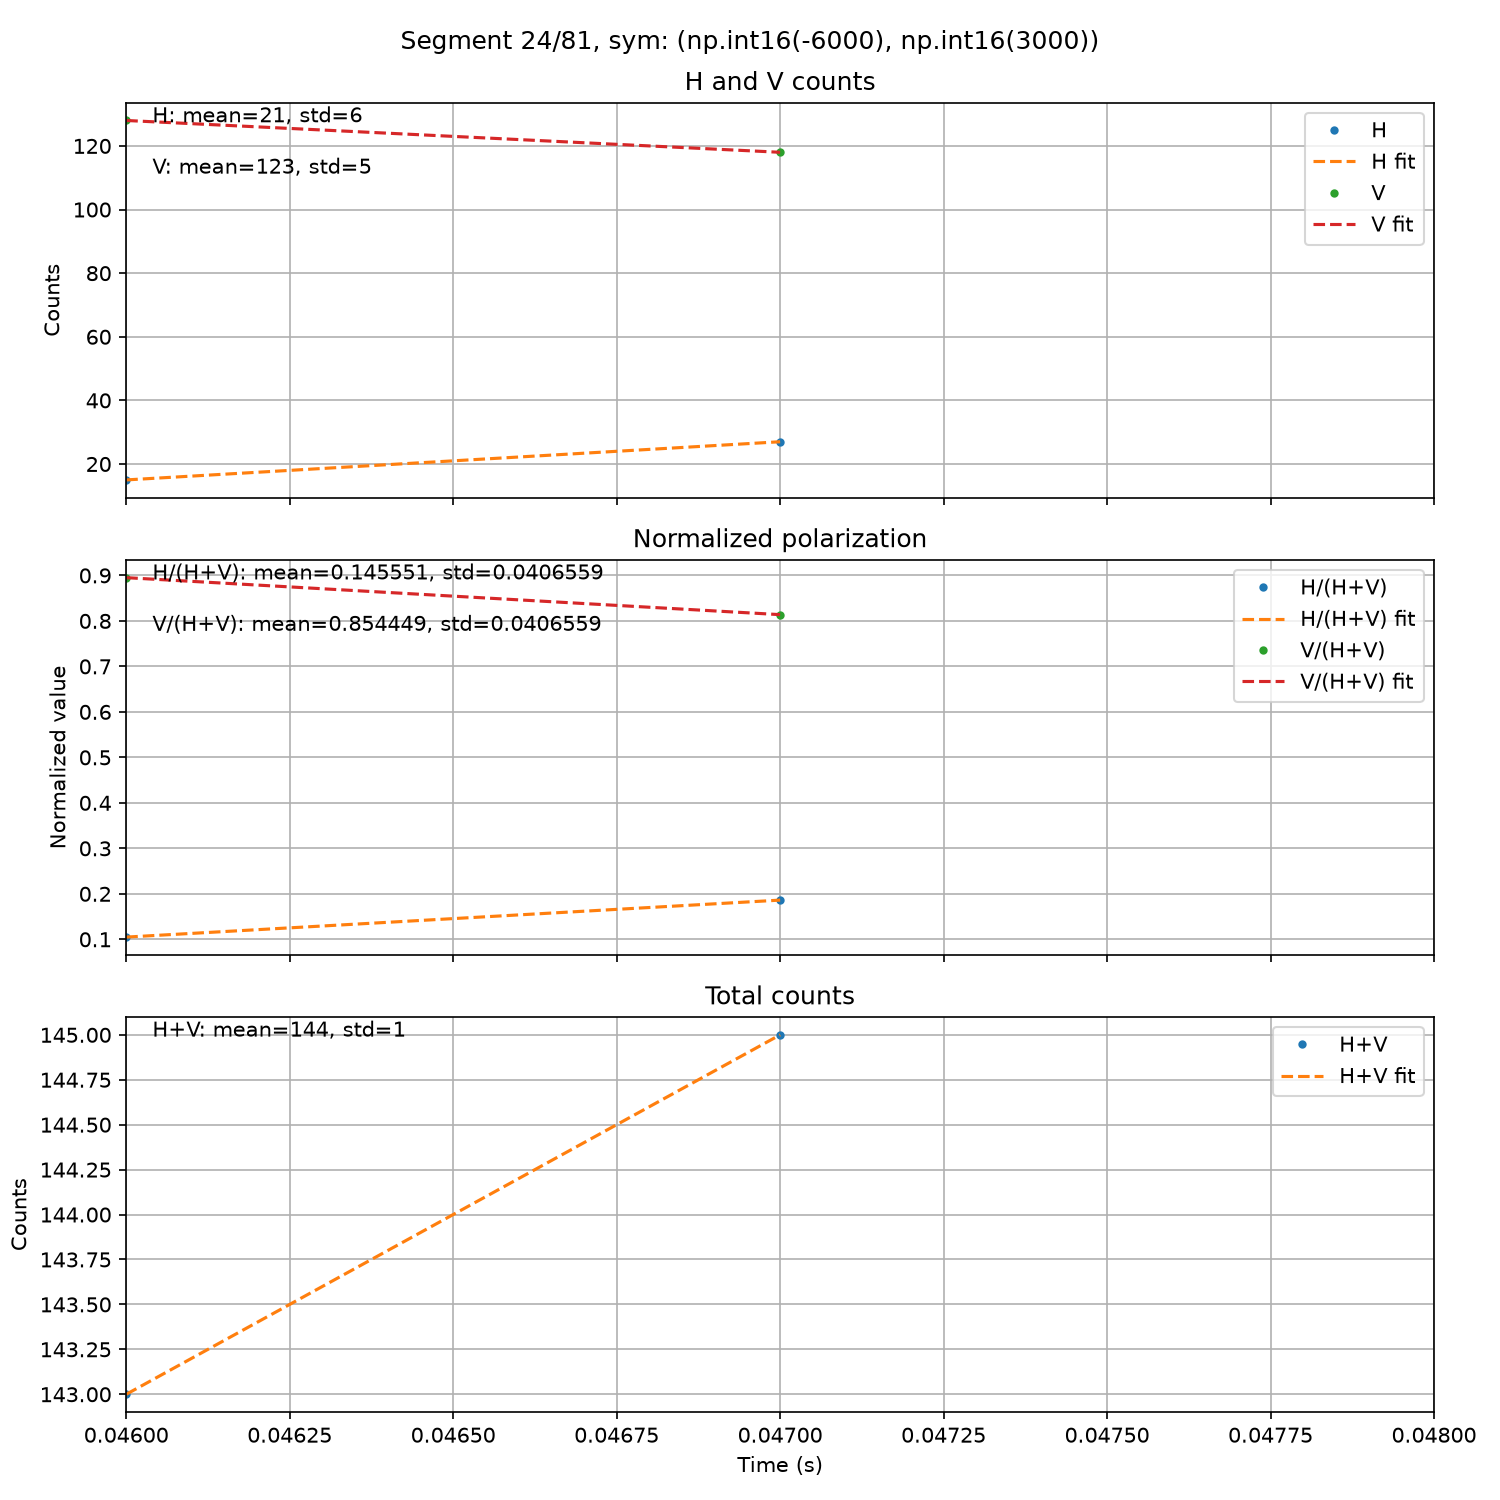 Segment 24/81, sym: (np.int16(-6000), np.int16(3000))
H and V counts
H: mean=21, std=6
V: mean=123, std=5
H
H fit
V
V fit
120
100
80
60
40
20
Counts
Normalized polarization
H/(H+V): mean=0.145551, std=0.0406559
V/(H+V): mean=0.854449, std=0.0406559
H/(H+V)
H/(H+V) fit
V/(H+V)
V/(H+V) fit
0.9
0.8
0.7
0.6
0.5
0.4
0.3
0.2
0.1
Normalized value
Total counts
H+V: mean=144, std=1
H+V
H+V fit
145.00
144.75
144.50
144.25
144.00
143.75
143.50
143.25
143.00
Counts
0.04600 0.04625 0.04650 0.04675 0.04700 0.04725 0.04750 0.04775 0.04800
Time (s)